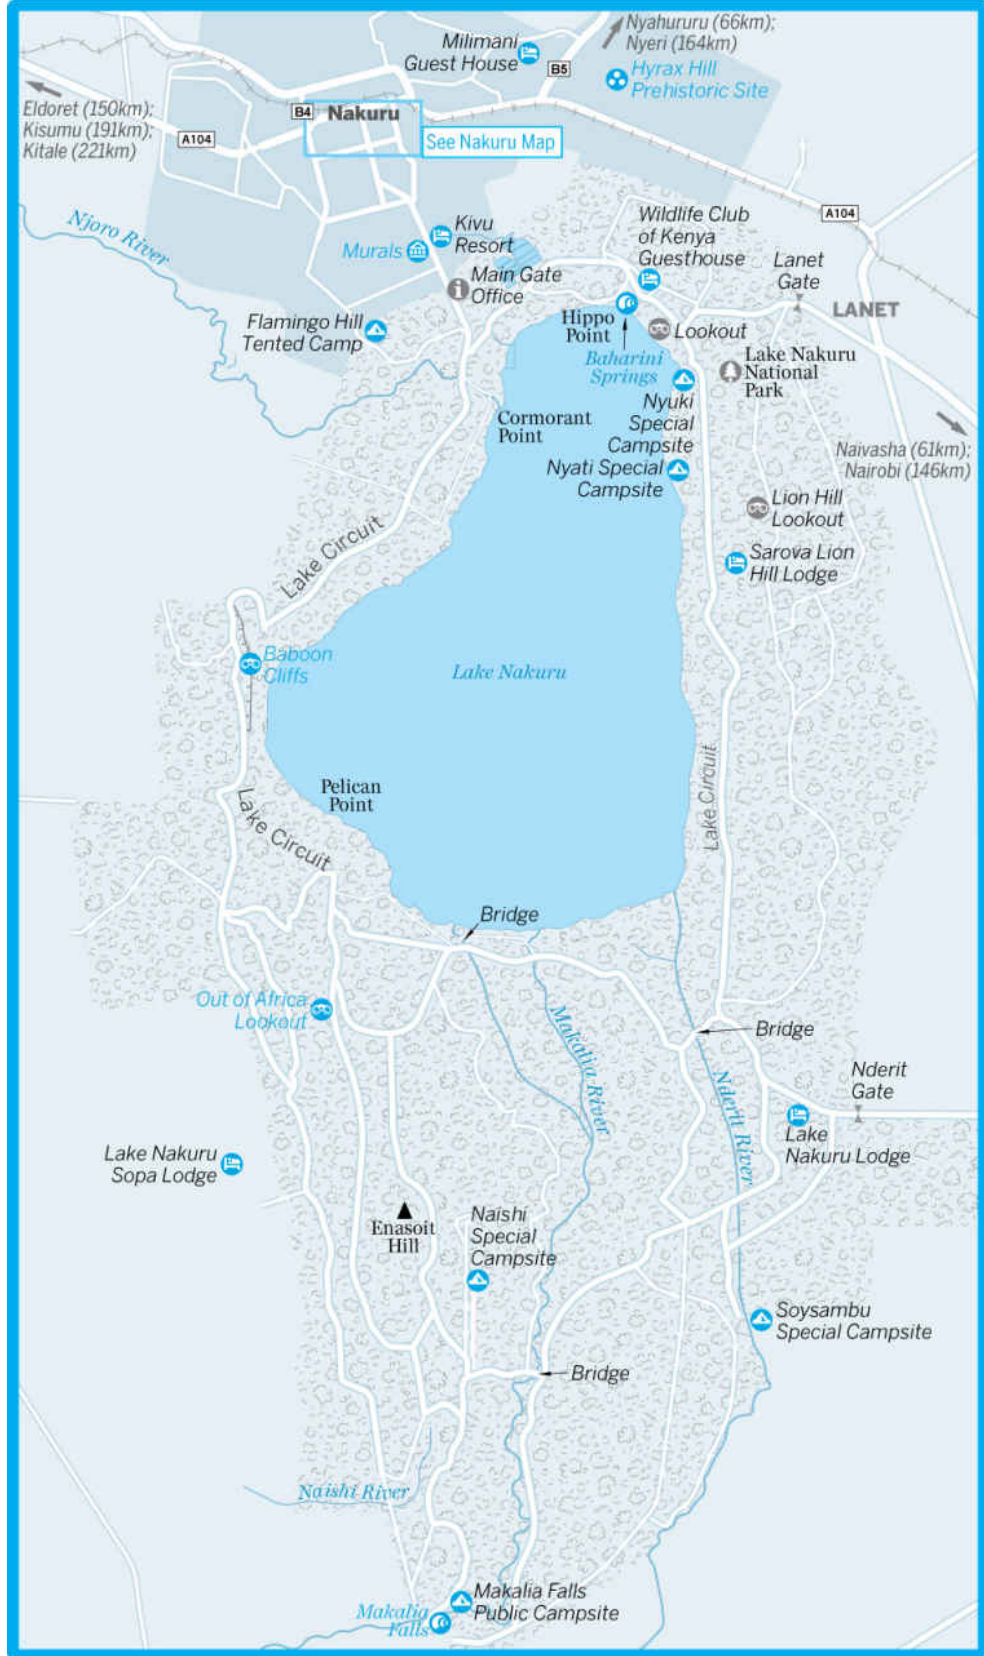 Nyahururu (66km);
Nyeri (164km)
Milimani
Guest House
B5
Hyrax Hill
Prehistoric Site
Eldoret (150km);
Kisumu (191km);
Kitale (221km)
A104
B4
Nakuru
See Nakuru Map
Njoro River
Murals
Kivu
Resort
Main Gate
Office
Wildlife Club
of Kenya
Guesthouse
A104
Lanet
Gate
LANET
Flamingo Hill
Tented Camp
Hippo
Point
Lookout
Baharini
Springs
Lake Nakuru
National
Park
Nyuki
Special
Campsite
Cormorant
Point
Naivasha (61km);
Nairobi (146km)
Nyati Special
Campsite
Lion Hill
Lookout
Lake Circuit
Sarova Lion
Hill Lodge
Baboon
Cliffs
Lake Nakuru
Pelican
Point
Lake Circuit
Lake Circuit
Bridge
Out of Africa
Lookout
Makalia River
Bridge
Nderit River
Nderit
Gate
Lake
Nakuru Lodge
Lake Nakuru
Sopa Lodge
Enasoit
Hill
Naishi
Special
Campsite
Soysambu
Special Campsite
Bridge
Naishi River
Makalia Falls
Public Campsite
Makalia
Falls